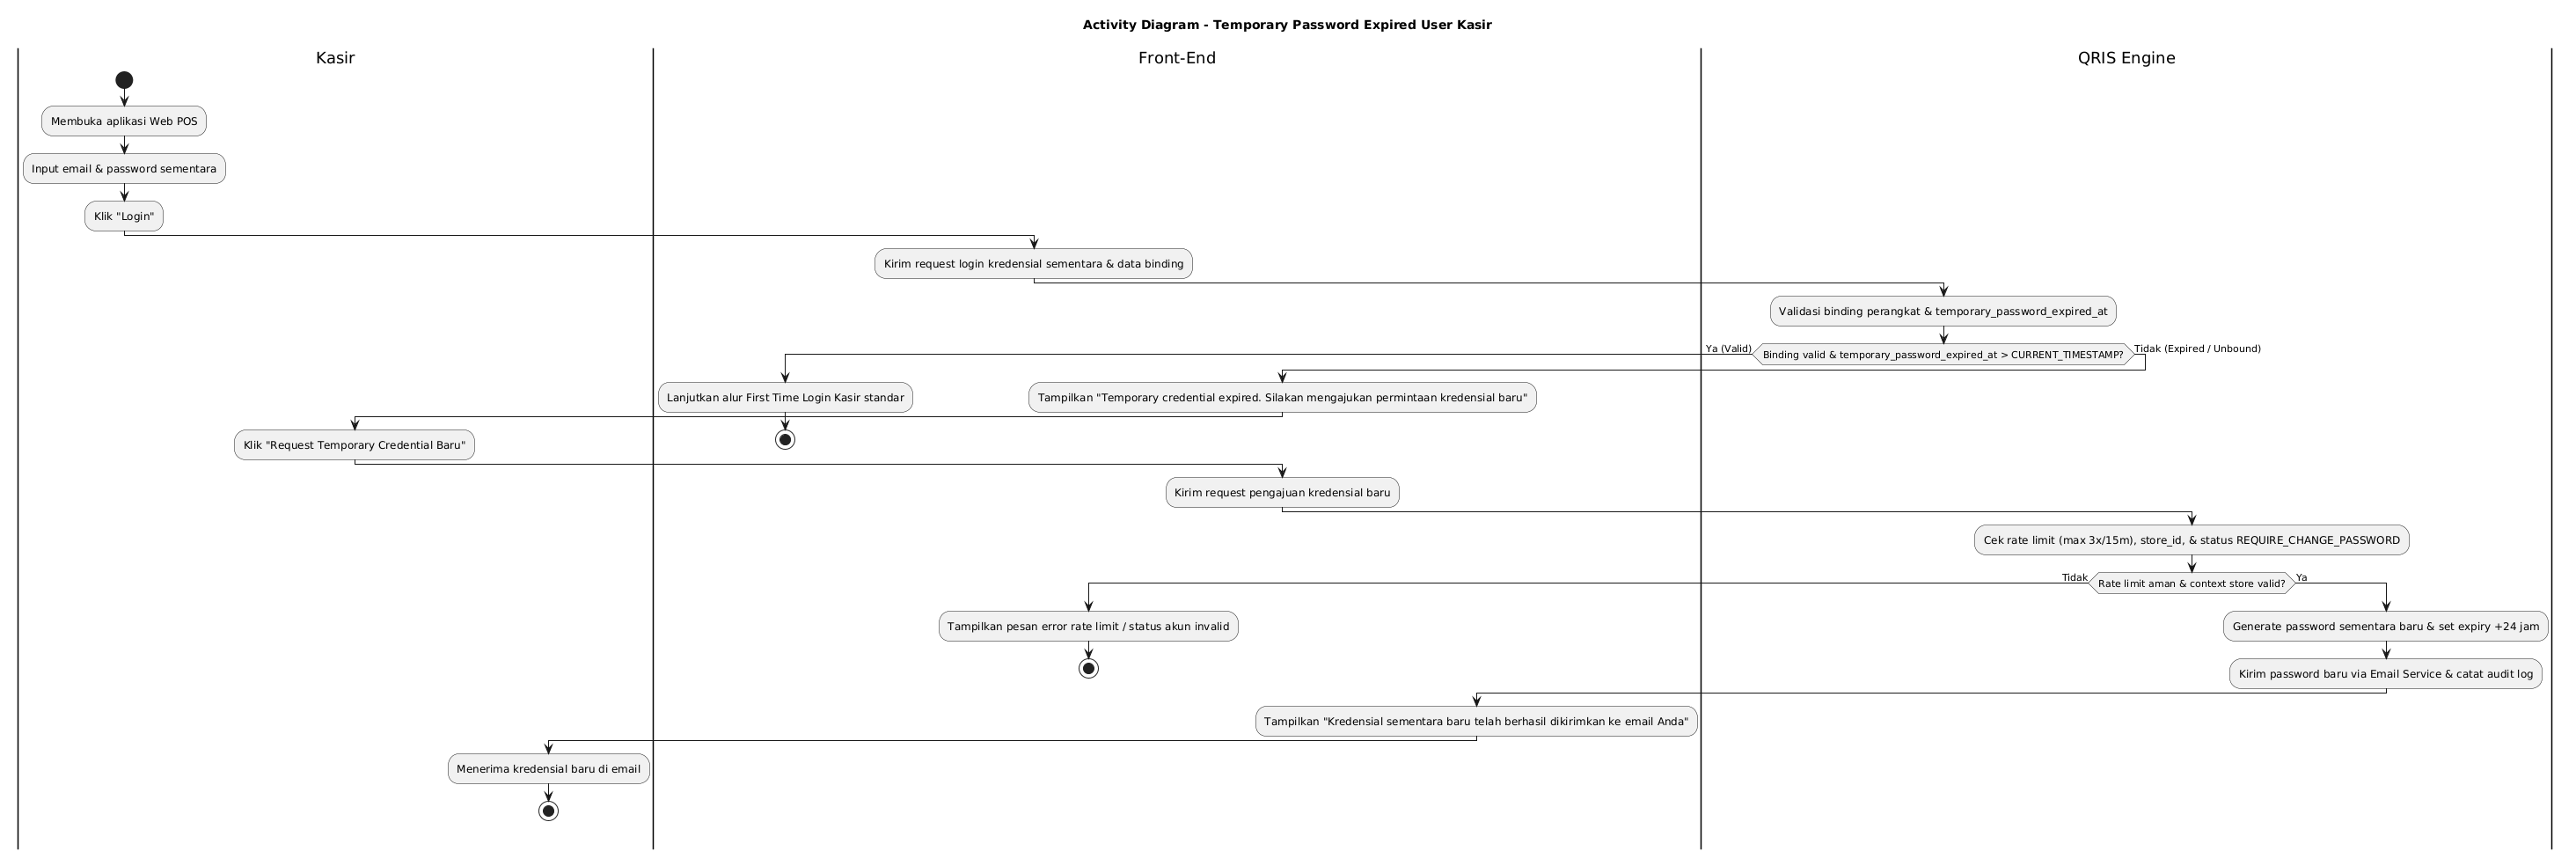 Activity Diagram - Temporary Password Expired User Kasir
Kasir
Front-End
QRIS Engine
Membuka aplikasi Web POS
Input email & password sementara
Klik "Login"
Kirim request login kredensial sementara & data binding
Validasi binding perangkat & temporary_password_expired_at
Ya (Valid)
Binding valid & temporary_password_expired_at > CURRENT_TIMESTAMP?
Tidak (Expired / Unbound)
Lanjutkan alur First Time Login Kasir standar
Tampilkan "Temporary credential expired. Silakan mengajukan permintaan kredensial baru"
Klik "Request Temporary Credential Baru"
Kirim request pengajuan kredensial baru
Cek rate limit (max 3x/15m), store_id, & status REQUIRE_CHANGE_PASSWORD
Tidak
Rate limit aman & context store valid?
Ya
Tampilkan pesan error rate limit / status akun invalid
Generate password sementara baru & set expiry +24 jam
Kirim password baru via Email Service & catat audit log
Tampilkan "Kredensial sementara baru telah berhasil dikirimkan ke email Anda"
Menerima kredensial baru di email